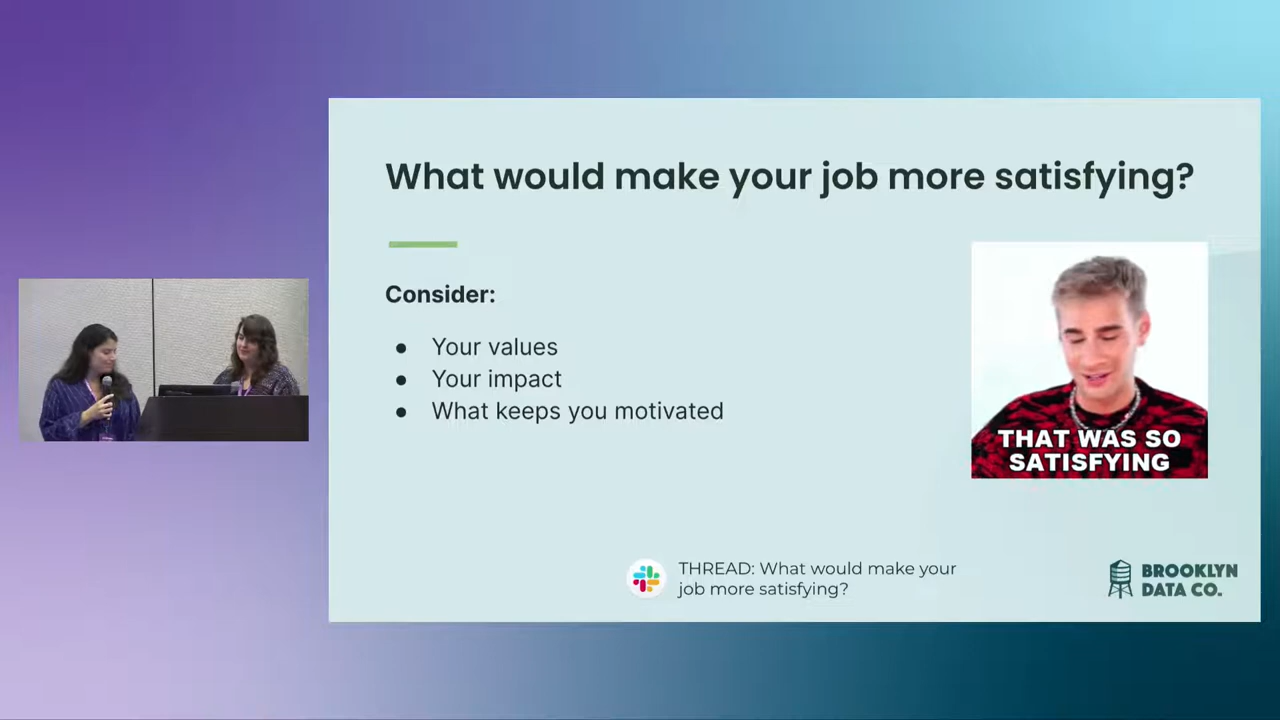 What would make your job more satisfying?
Consider:
● Your values
● Your impact
● What keeps you motivated
THAT WAS SO
SATISFYING
THREAD: What would make your
job more satisfying?
BROOKLYN
DATA CO.